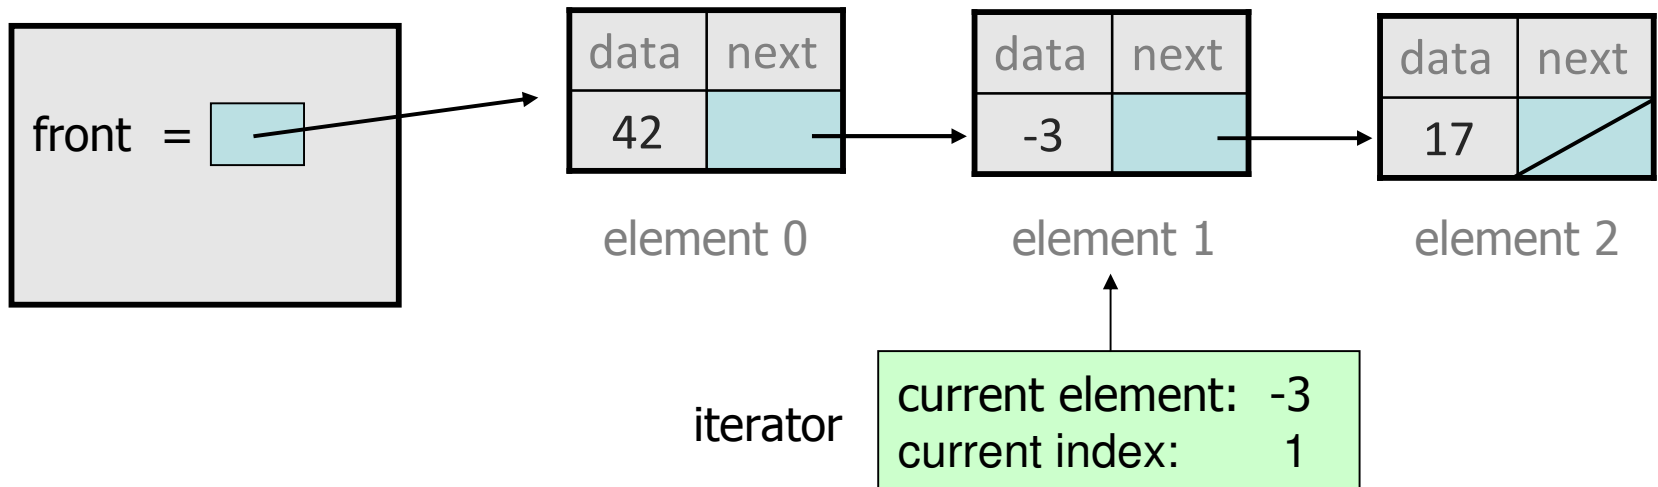 front =
data next
42
element 0
data next
-3
element 1
data next
17
element 2
iterator
current element: -3
current index: 1